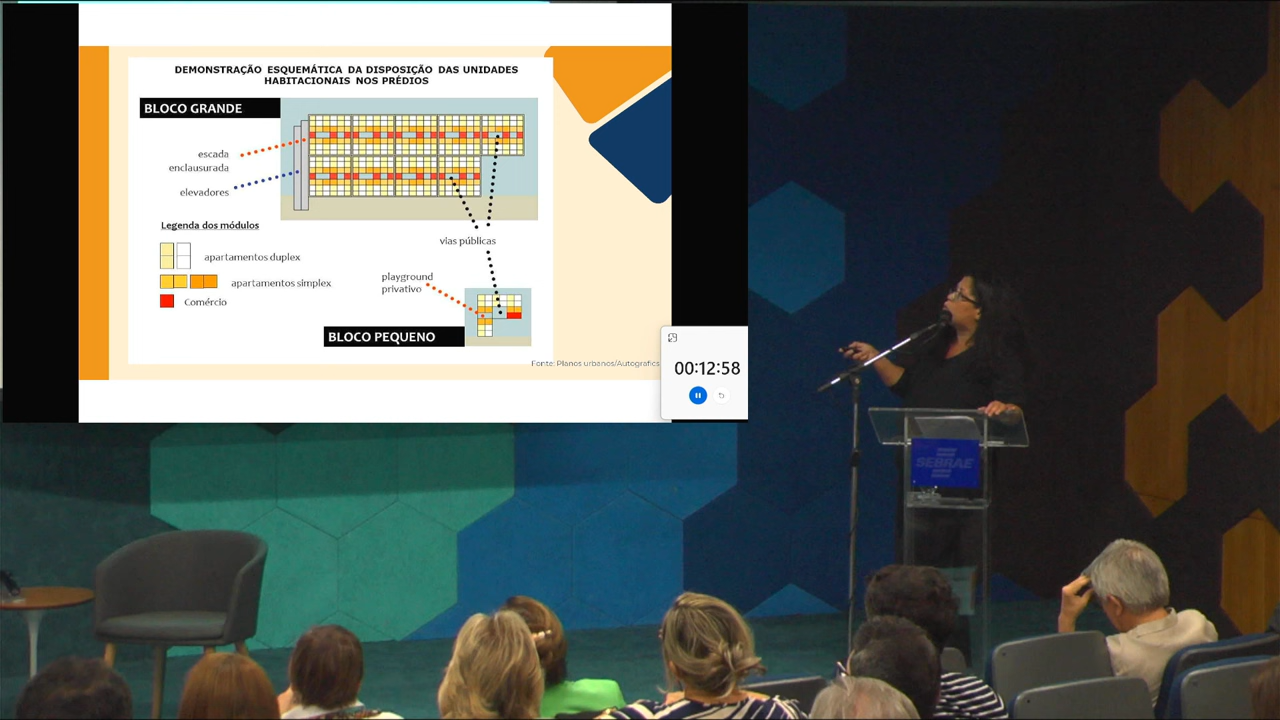 DEMONSTRAÇÃO ESQUEMÁTICA DA DISPOSIÇÃO DAS UNIDADES
HABITACIONAIS NOS PRÉDIOS
BLOCO GRANDE
escada
enclausurada
elevadores
Legenda dos módulos
vias públicas
apartamentos duplex
playground
privativo
apartamentos simplex
Comércio
BLOCO PEQUENO
Fonte: Planos urbanos/Autográfics
00:12:58
SEBRAE